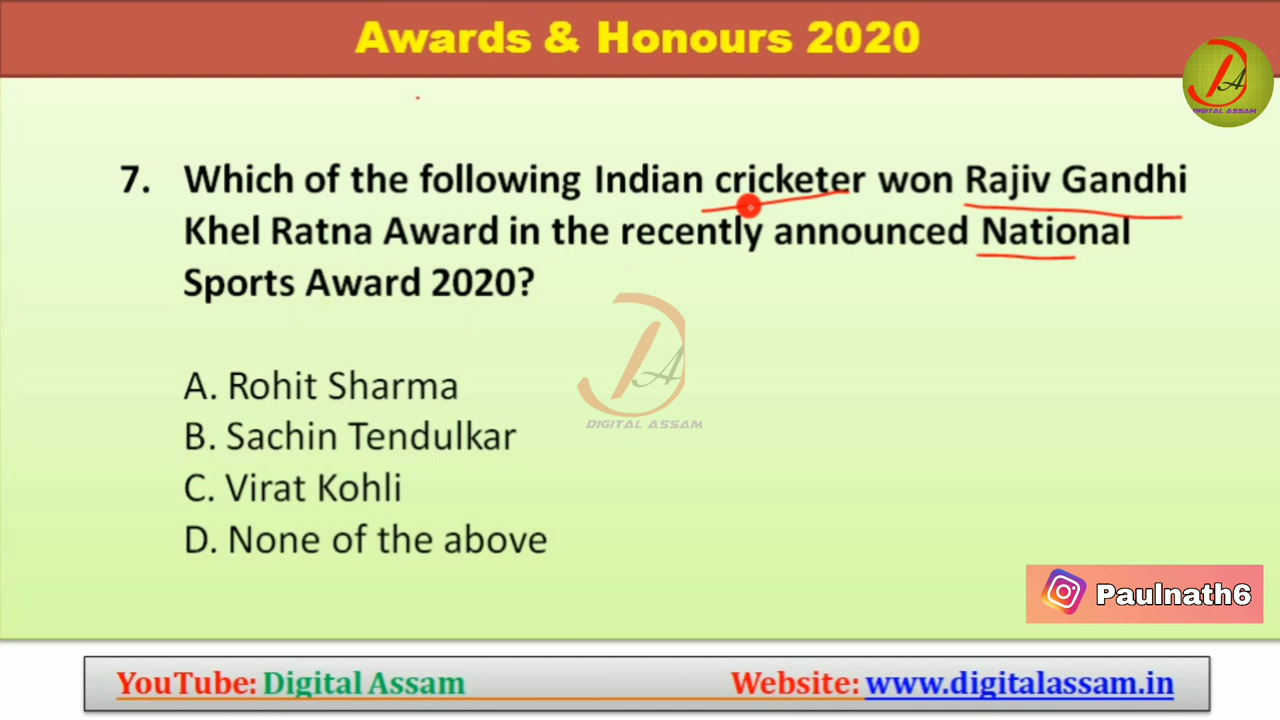 Awards & Honours 2020
DIGITAL ASSAM
7. Which of the following Indian cricketer won Rajiv Gandhi
Khel Ratna Award in the recently announced National
Sports Award 2020?
A. Rohit Sharma
B. Sachin Tendulkar
C. Virat Kohli
D. None of the above
DIGITAL ASSAM
Paulnath6
YouTube: Digital Assam Website: www.digitalassam.in